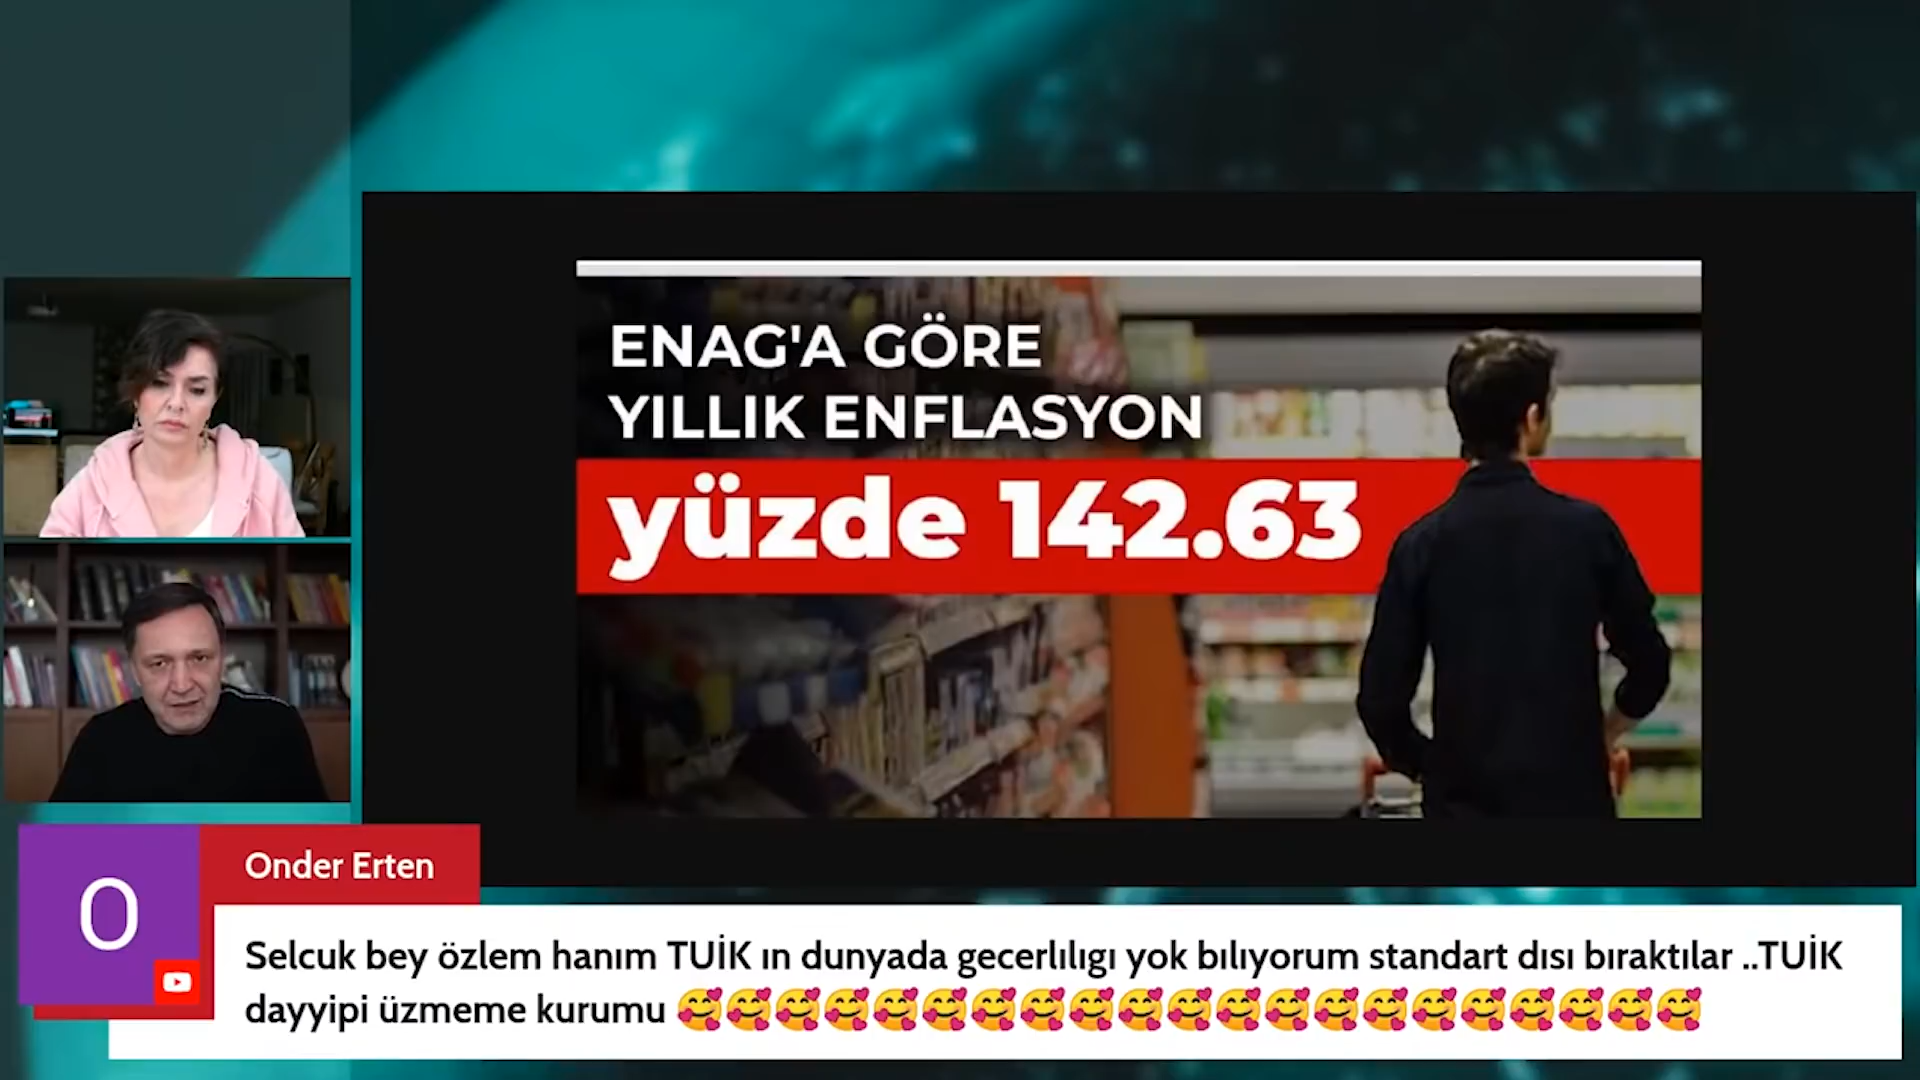 ENAG'A GÖRE
YILLIK ENFLASYON
yüzde 142.63
O
Onder Erten
Selcuk bey özlem hanım TUİK ın dunyada gecerlılıgı yok bılıyorum standart dısı bıraktılar ..TUİK
dayyipi üzmeme kurumu 🥰🥰🥰🥰🥰🥰🥰🥰🥰🥰🥰🥰🥰🥰🥰🥰🥰🥰🥰🥰🥰